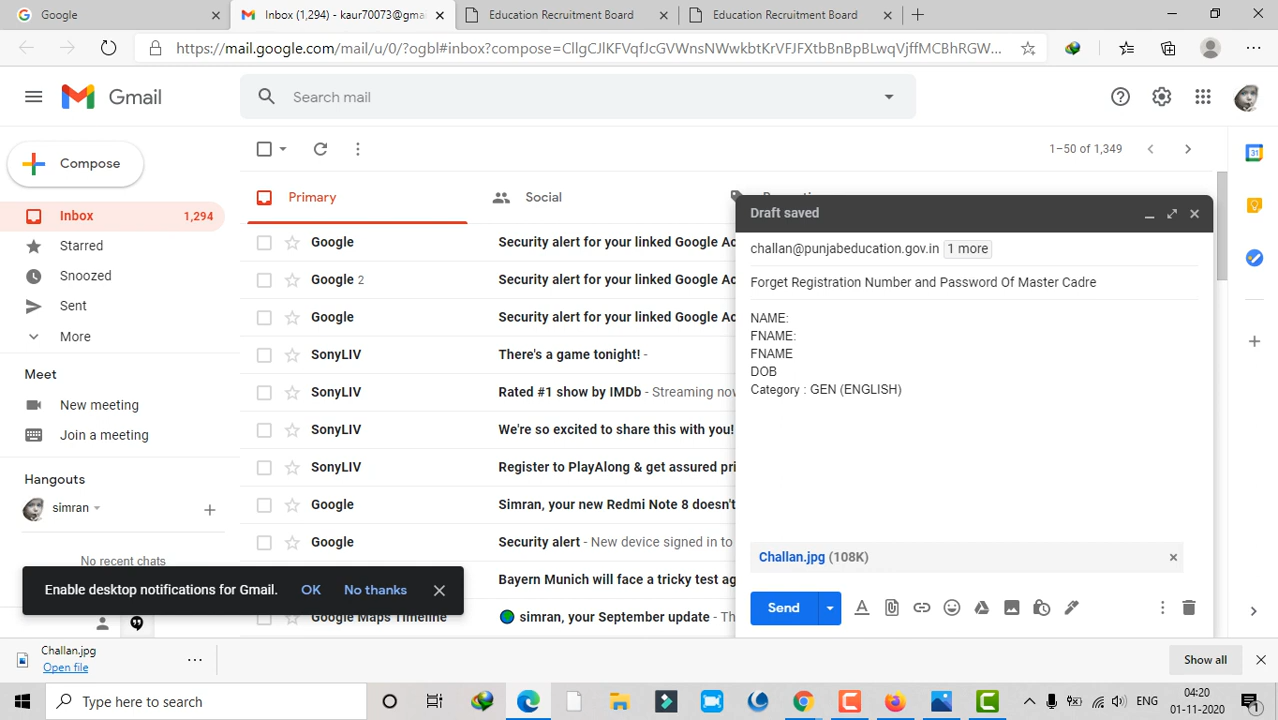 Google
Inbox (1,294) - kaur70073@gma
Education Recruitment Board
Education Recruitment Board
https://mail.google.com/mail/u/0/?ogbl#inbox?compose=CllgCJlKFVqfJcGVWnsNWwkbtKrVFJFXtbBnBpBLwqVjffMCBhRGW...
Gmail
Search mail
Compose
1–50 of 1,349
Inbox 1,294
Starred
Snoozed
Sent
More
Meet
New meeting
Join a meeting
Hangouts
simran
No recent chats
Primary
Social
Google Security alert for your linked Google Ac
Google 2 Security alert for your linked Google Ac
Google Security alert for your linked Google Ac
SonyLIV There's a game tonight! -
SonyLIV Rated #1 show by IMDb - Streaming now
SonyLIV We're so excited to share this with you!
SonyLIV Register to PlayAlong & get assured pri
Google Simran, your new Redmi Note 8 doesn't
Google Security alert - New device signed in to
Bayern Munich will face a tricky test ag
Google Maps Timeline simran, your September update -
Draft saved
challan@punjabeducation.gov.in 1 more
Forget Registration Number and Password Of Master Cadre
NAME:
FNAME:
FNAME
DOB
Category : GEN (ENGLISH)
Challan.jpg (108K)
Send
Enable desktop notifications for Gmail. OK No thanks
Challan.jpg
Open file
Show all
Type here to search
ENG
04:20
01-11-2020
1
31